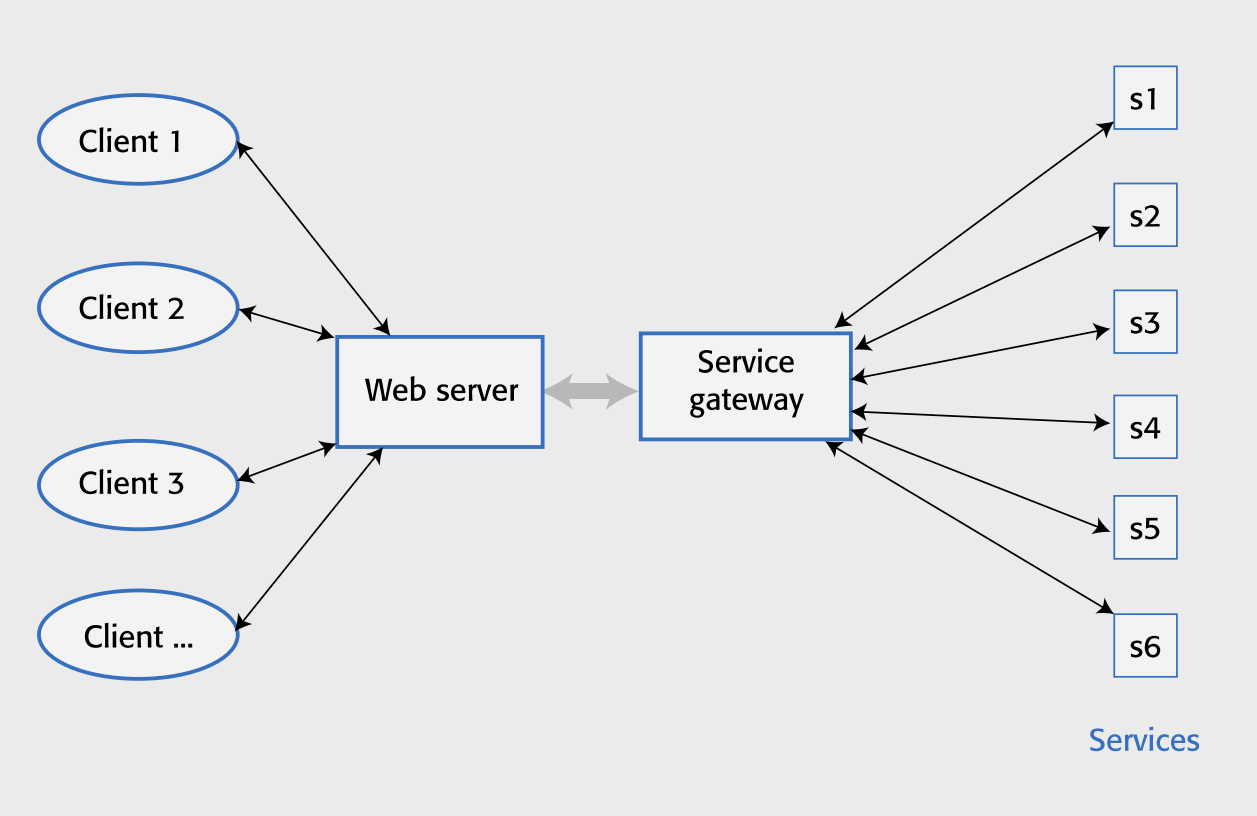 Client 1
Client 2
Client 3
Client ...
Web server
Service
gateway
s1
s2
s3
s4
s5
s6
Services